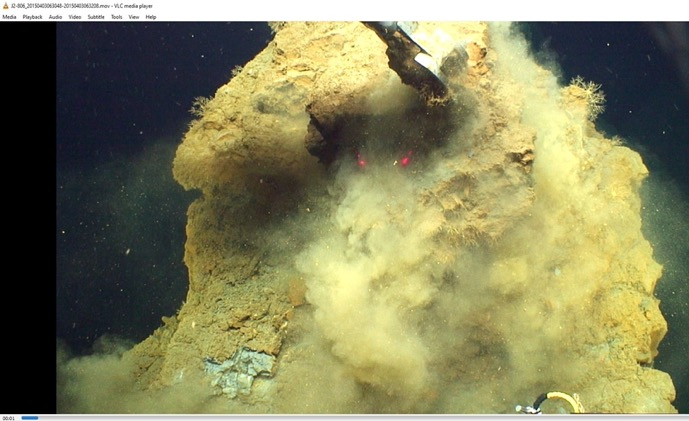 J2-806_20150403063048-20150403063208.mov - VLC media player
Media Playback Audio Video Subtitle Tools View Help
00:01